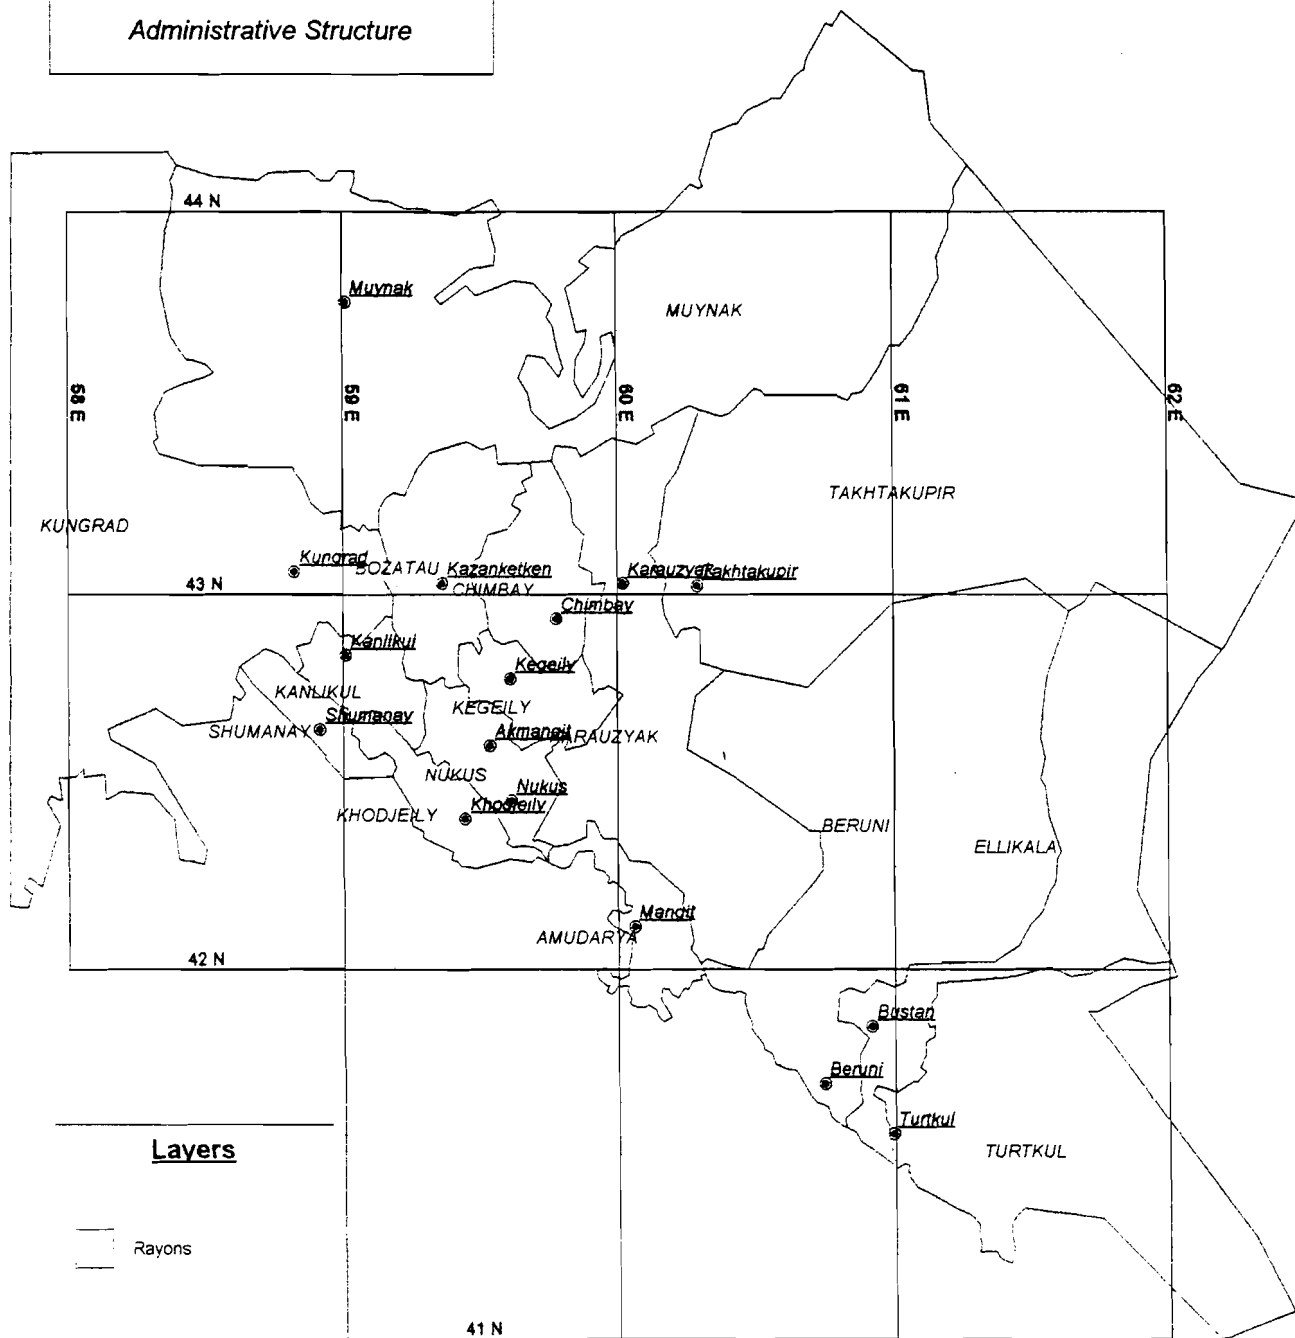 Administrative Structure
44 N
Muynak
MUYNAK
58 E
59 E
60 E
61 E
62 E
TAKHTAKUPIR
KUNGRAD
Kungrad
BOZATAU
Kazanketken
Karauzyak
Takhtakupir
43 N
CHIMBAY
Chimbay
Kanlikul
Kegeily
KANLIKUL
KEGEILY
Shumanay
SHUMANAY
Akmangit
KARAUZYAK
NUKUS
Nukus
Khodjeily
KHODJEILY
BERUNI
ELLIKALA
Mangit
AMUDARYA
42 N
Bustan
Beruni
Turtkul
TURTKUL
Layers
Rayons
41 N